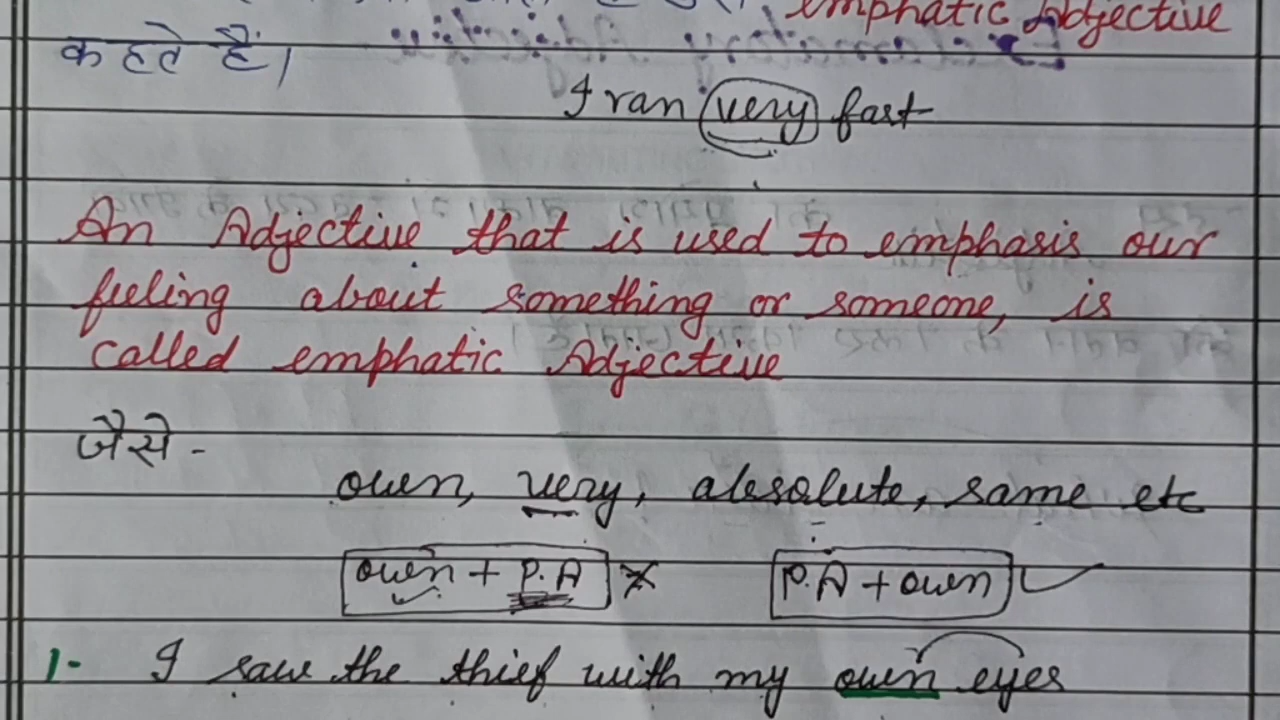 emphatic Adjective
कहते हैं।
I ran very fast
An Adjective that is used to emphasis our
feeling about something or someone, is
called emphatic Adjective
जैसे -
own, very, absolute, same etc
own + P.A × P.A + own ✓
1- I saw the thief with my own eyes